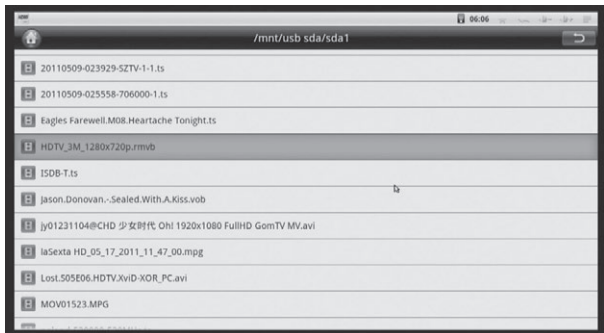 06:06
/mnt/usb sda/sda1
20110509-023929-SZTV-1-1.ts
20110509-025558-706000-1.ts
Eagles Farewell.M08.Heartache Tonight.ts
HDTV_3M_1280x720p.rmvb
ISDB-T.ts
Jason.Donovan.-.Sealed.With.A.Kiss.vob
jy01231104@CHD 少女时代 Oh! 1920x1080 FullHD GomTV MV.avi
laSexta HD_05_17_2011_11_47_00.mpg
Lost.S05E06.HDTV.XviD-XOR_PC.avi
MOV01523.MPG